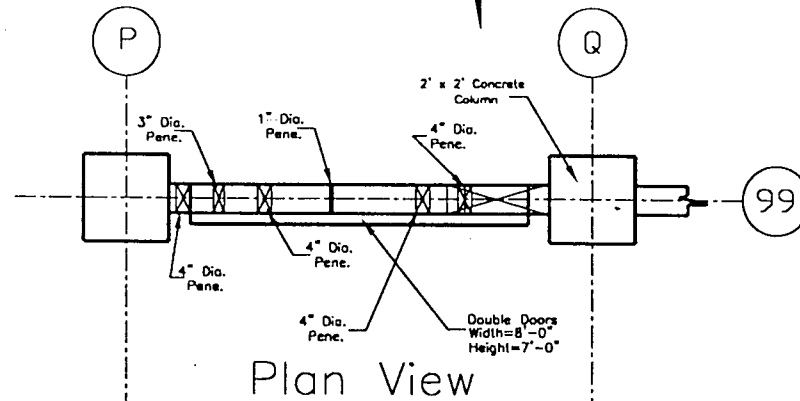 P
Q
2' x 2' Concrete
Column
3" Dia.
Pene.
1" Dia.
Pene.
4" Dia.
Pene.
99
4" Dia.
Pene.
4" Dia.
Pene.
4" Dia.
Pene.
Double Doors
Width=8'-0"
Height=7'-0"
Plan View